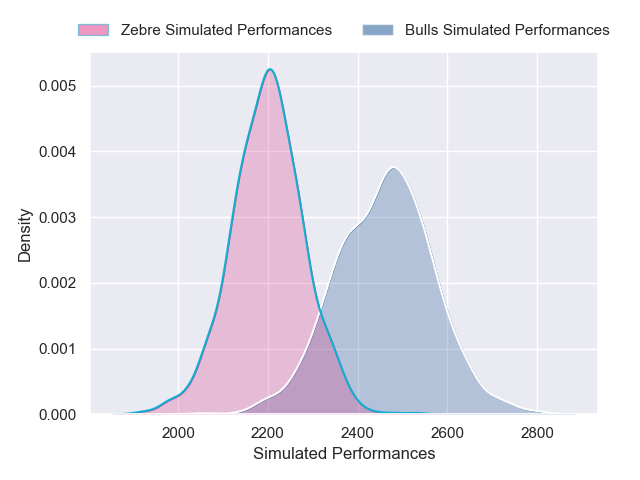 Zebre Simulated Performances Bulls Simulated Performances
0.005
0.004
0.003
0.002
0.001
0.000
Density
2000 2200 2400 2600 2800
Simulated Performances